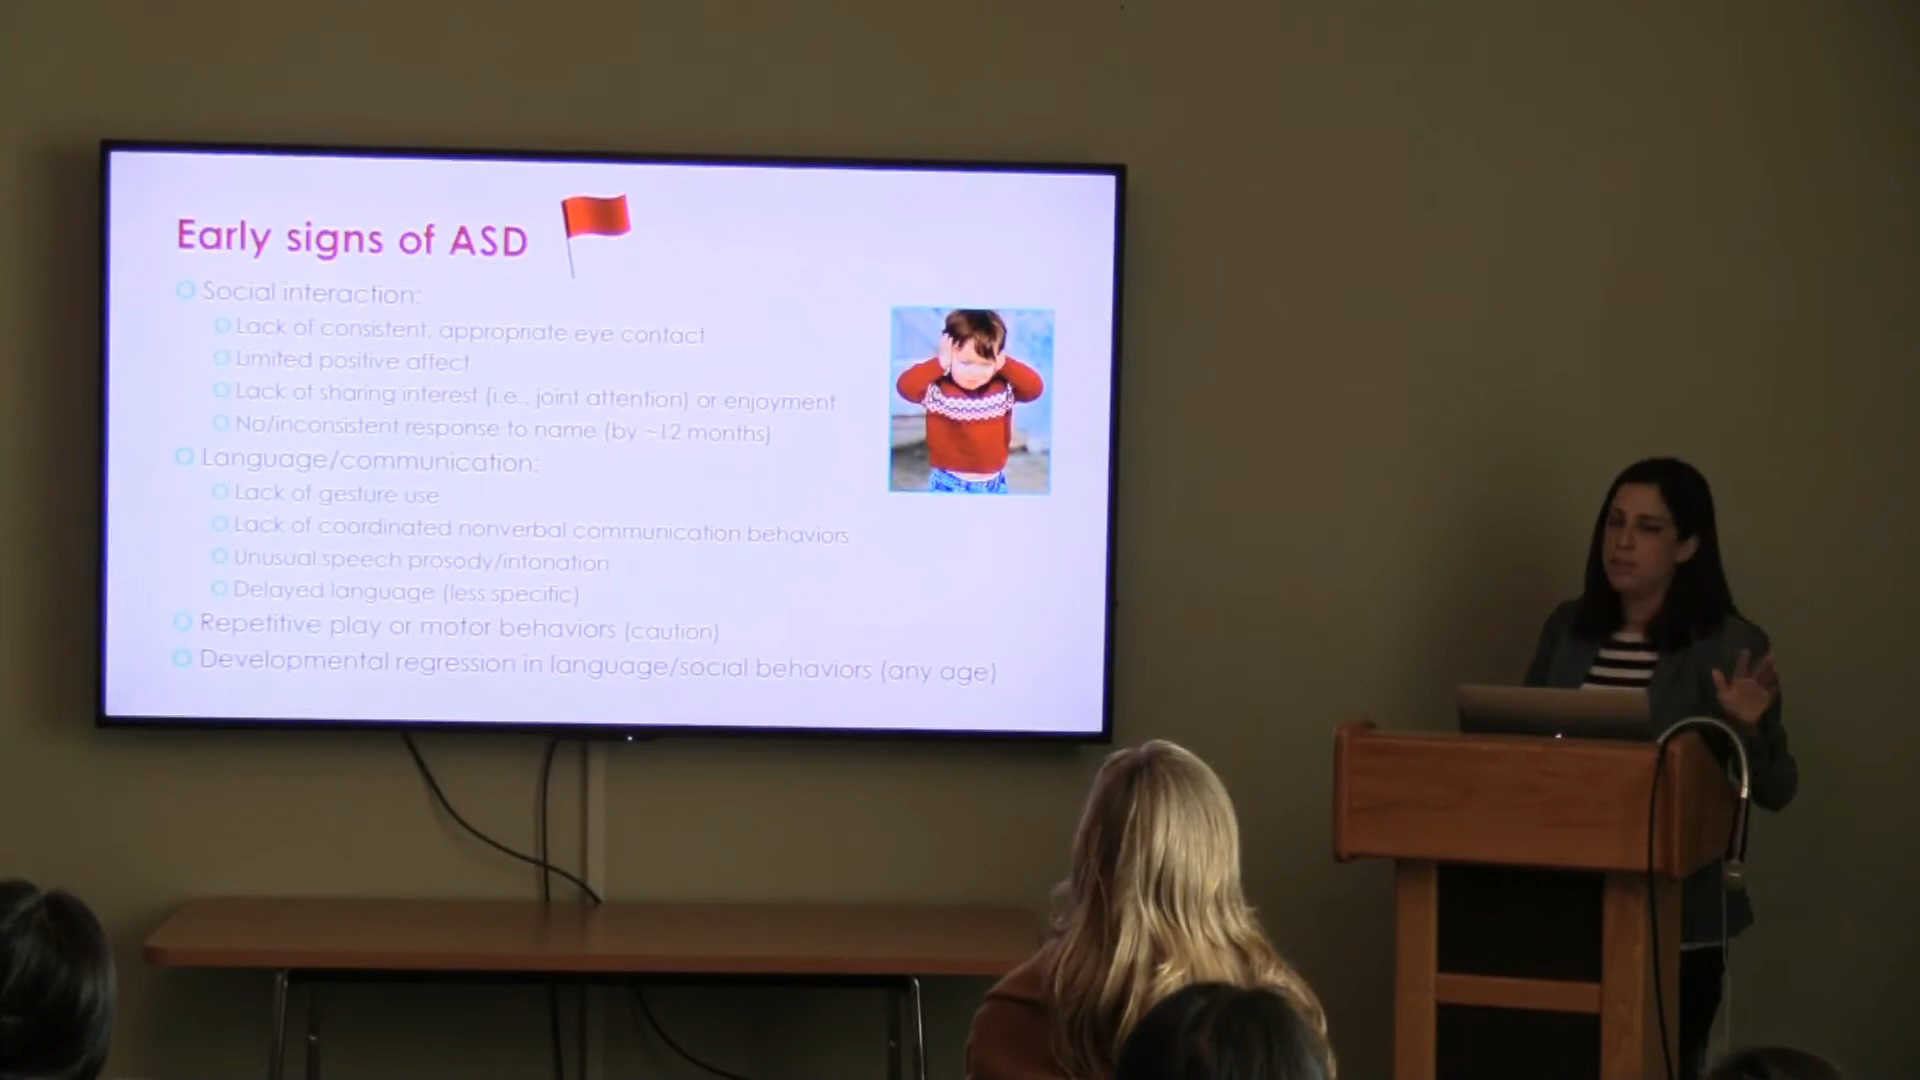 Early signs of ASD
Social interaction:
Lack of consistent, appropriate eye contact
Limited positive affect
Lack of sharing interest (i.e., joint attention) or enjoyment
No/inconsistent response to name (by ~12 months)
Language/communication:
Lack of gesture use
Lack of coordinated nonverbal communication behaviors
Unusual speech prosody/intonation
Delayed language (less specific)
Repetitive play or motor behaviors (caution)
Developmental regression in language/social behaviors (any age)